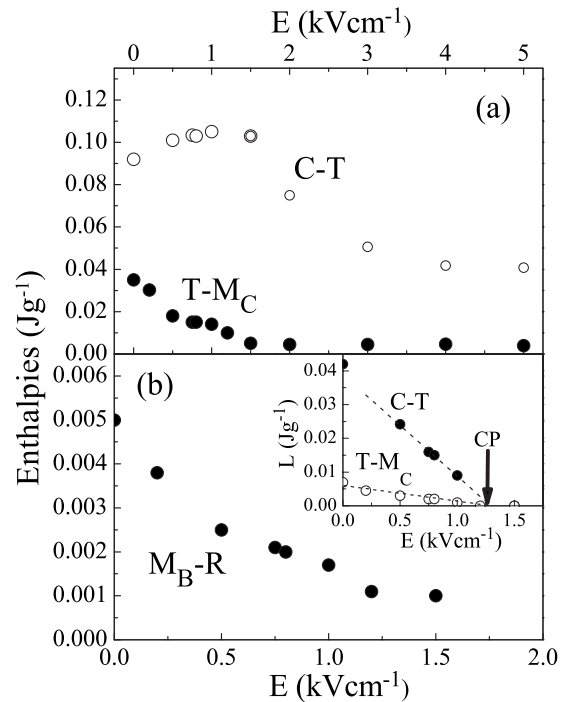 E (kVcm⁻¹)
0 1 2 3 4 5
(a)
0.12
0.10
C-T
0.08
0.06
0.04
T-M_C
0.02
0.00
Enthalpies (Jg⁻¹)
(b)
0.006
0.005
0.004
0.003
0.002
0.001
0.000
M_B-R
0.04
0.03
0.02
0.01
0.00
L (Jg⁻¹)
C-T
CP
T-M_C
0.0 0.5 1.0 1.5
E (kVcm⁻¹)
0.0 0.5 1.0 1.5 2.0
E (kVcm⁻¹)